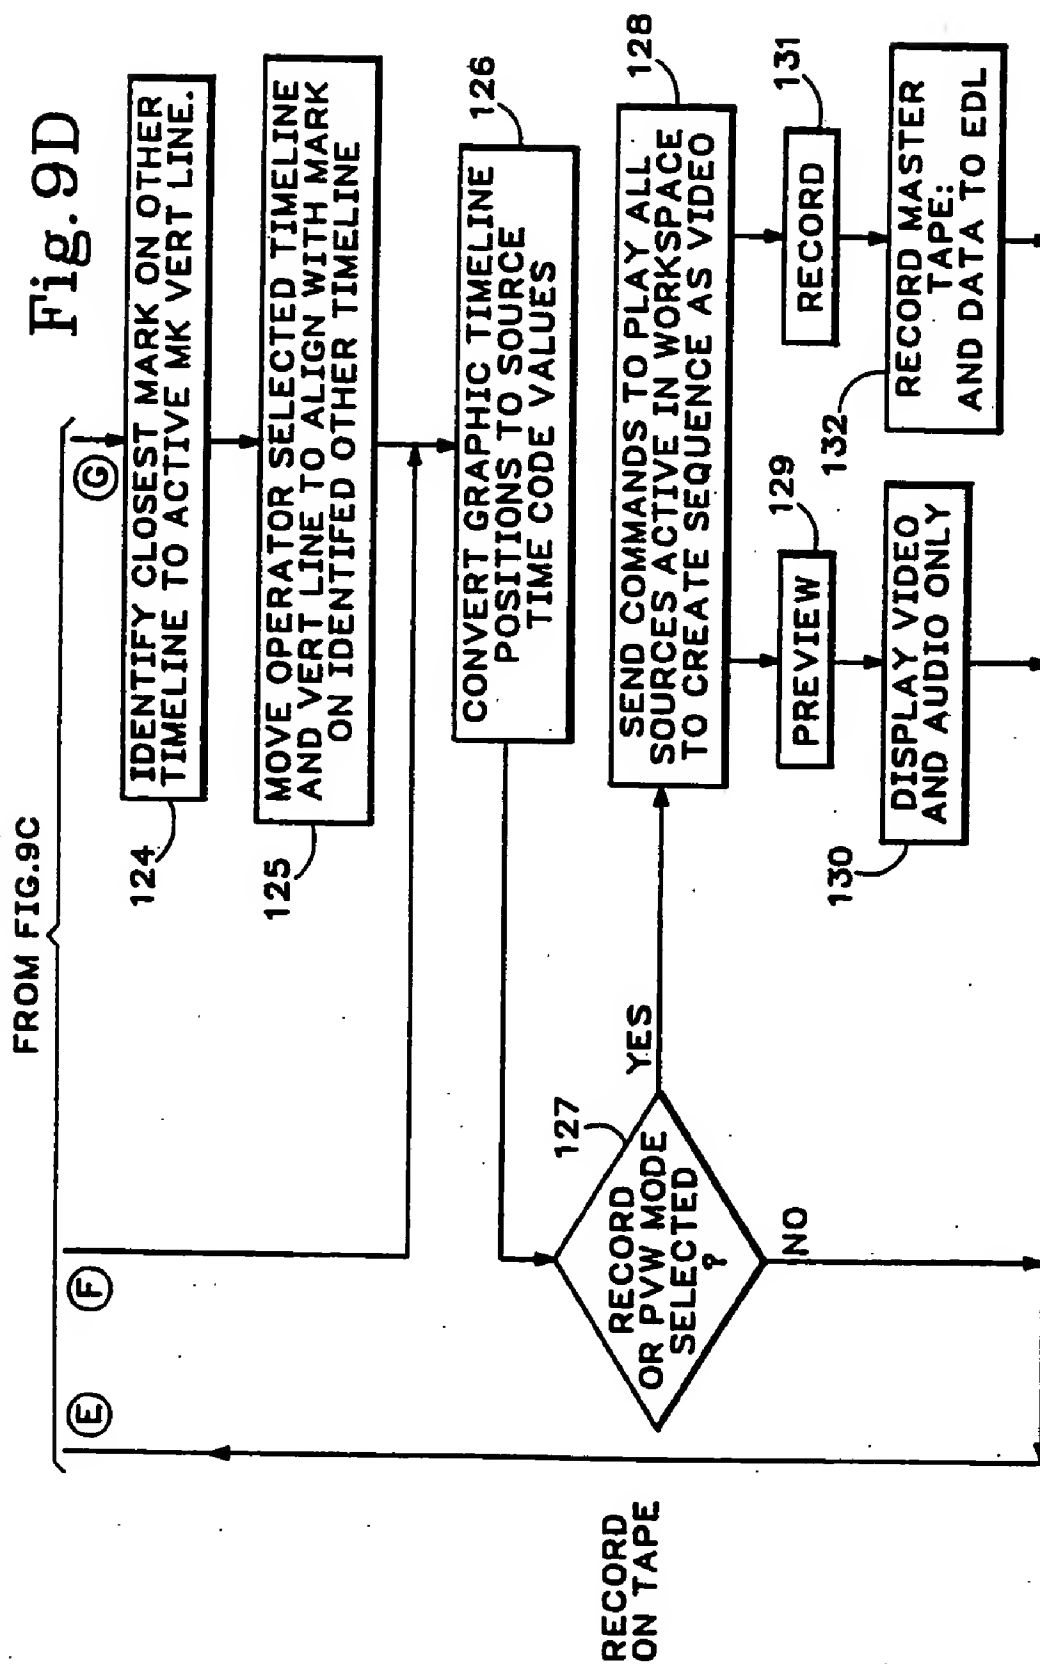 Fig.9D
FROM FIG.9C
E
F
G
IDENTIFY CLOSEST MARK ON OTHER
TIMELINE TO ACTIVE MK VERT LINE.
124
MOVE OPERATOR SELECTED TIMELINE
AND VERT LINE TO ALIGN WITH MARK
ON IDENTIFED OTHER TIMELINE
125
CONVERT GRAPHIC TIMELINE
POSITIONS TO SOURCE
TIME CODE VALUES
126
RECORD
ON TAPE
127
RECORD
OR PVW MODE
SELECTED
?
YES
NO
SEND COMMANDS TO PLAY ALL
SOURCES ACTIVE IN WORKSPACE
TO CREATE SEQUENCE AS VIDEO
128
PREVIEW
129
RECORD
131
DISPLAY VIDEO
AND AUDIO ONLY
130
RECORD MASTER
TAPE:
AND DATA TO EDL
132